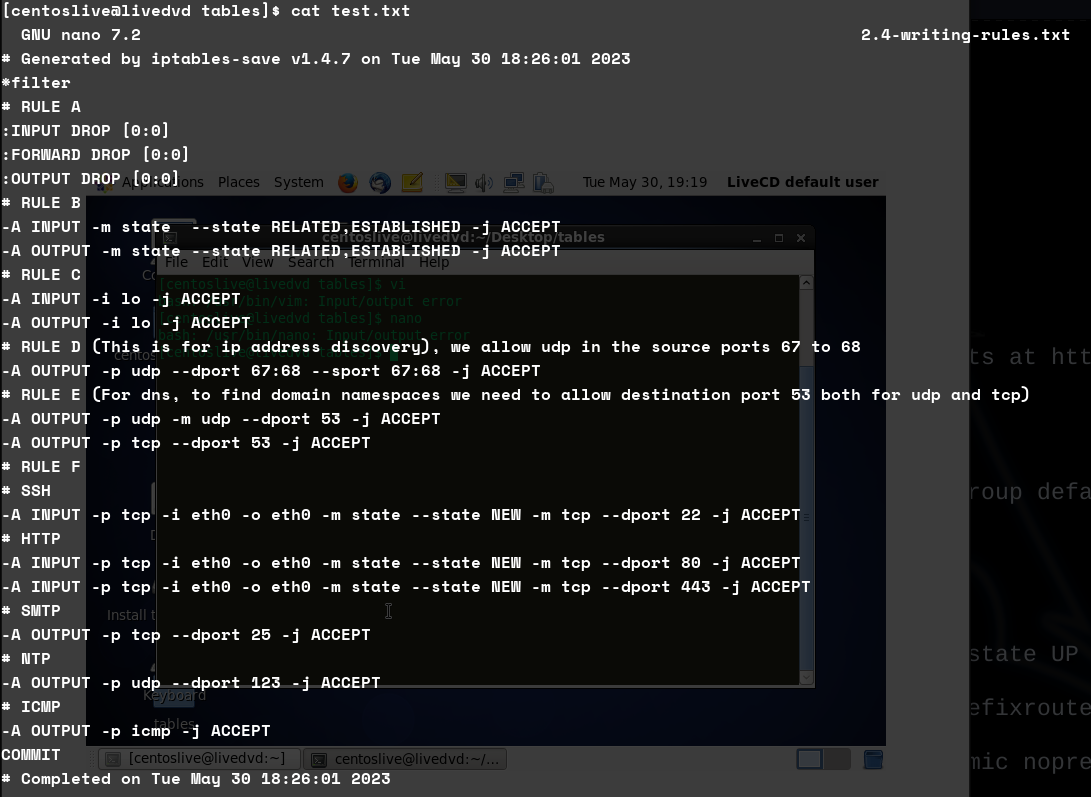 [centoslive@livedvd tables]$ cat test.txt
GNU nano 7.2 2.4-writing-rules.txt
# Generated by iptables-save v1.4.7 on Tue May 30 18:26:01 2023
*filter
# RULE A
:INPUT DROP [0:0]
:FORWARD DROP [0:0]
:OUTPUT DROP [0:0]
Applications Places System Tue May 30, 19:19 LiveCD default user
# RULE B
-A INPUT -m state  --state RELATED,ESTABLISHED -j ACCEPT
centoslive@livedvd:~/Desktop/tables
-A OUTPUT -m state --state RELATED,ESTABLISHED -j ACCEPT
File Edit View Search Terminal Help
# RULE C
[centoslive@livedvd tables]$ vi
-A INPUT -i lo -j ACCEPT
bash: /usr/bin/vim: Input/output error
[centoslive@livedvd tables]$ nano
-A OUTPUT -i lo -j ACCEPT
bash: /usr/bin/nano: Input/output error
# RULE D (This is for ip address discovery), we allow udp in the source ports 67 to 68
[centoslive@livedvd tables]$
ts at htt
-A OUTPUT -p udp --dport 67:68 --sport 67:68 -j ACCEPT
# RULE E (For dns, to find domain namespaces we need to allow destination port 53 both for udp and tcp)
-A OUTPUT -p udp -m udp --dport 53 -j ACCEPT
-A OUTPUT -p tcp --dport 53 -j ACCEPT
# RULE F
# SSH
roup defa
-A INPUT -p tcp -i eth0 -o eth0 -m state --state NEW -m tcp --dport 22 -j ACCEPT
# HTTP
-A INPUT -p tcp -i eth0 -o eth0 -m state --state NEW -m tcp --dport 80 -j ACCEPT
-A INPUT -p tcp -i eth0 -o eth0 -m state --state NEW -m tcp --dport 443 -j ACCEPT
# SMTP
Install t
-A OUTPUT -p tcp --dport 25 -j ACCEPT
# NTP
state UP
-A OUTPUT -p udp --dport 123 -j ACCEPT
Keyboard
# ICMP
efixroute
tables
-A OUTPUT -p icmp -j ACCEPT
COMMIT
[centoslive@livedvd:~] centoslive@livedvd:~/...
mic nopre
# Completed on Tue May 30 18:26:01 2023